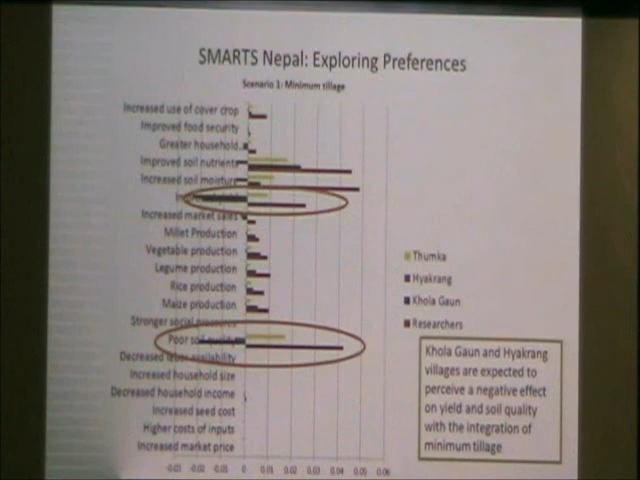 SMARTS Nepal: Exploring Preferences
Scenario 1: Minimum tillage
Increased use of cover crop
Improved food security
Greater household
Improved soil nutrients
Increased soil moisture
Increased market sales
Millet Production
Vegetable production
Legume production
Rice production
Maize production
Stronger social
Poor soil quality
Decreased labor availability
Increased household size
Decreased household income
Increased seed cost
Higher costs of inputs
Increased market price
-0.03 -0.02 -0.01 0 0.01 0.02 0.03 0.04 0.05 0.06
Thumka
Hyakrang
Khola Gaun
Researchers
Khola Gaun and Hyakrang
villages are expected to
perceive a negative effect
on yield and soil quality
with the integration of
minimum tillage